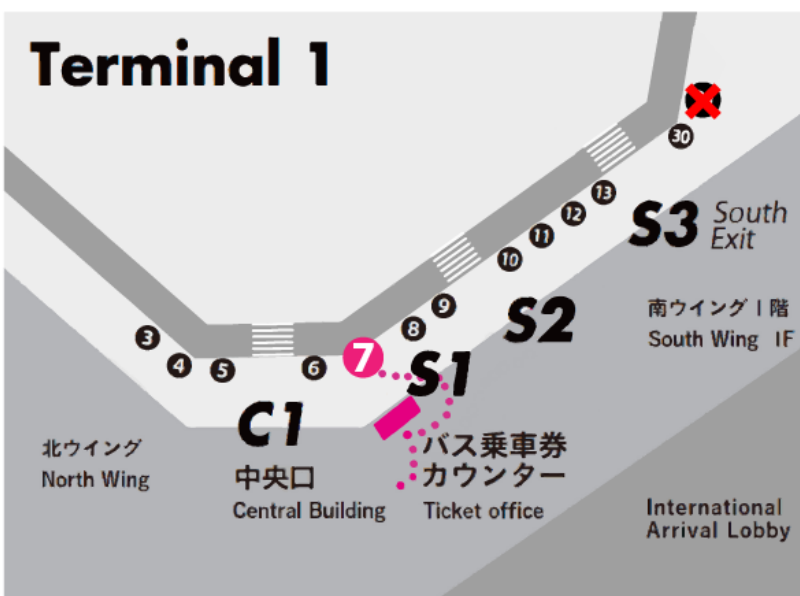 Terminal 1
30
13
12
11
10
S3 South
Exit
9
8
S2
南ウイング1階
South Wing IF
3
4
5
6
7
S1
C1
北ウイング
North Wing
中央口
Central Building
バス乗車券
カウンター
Ticket office
International
Arrival Lobby